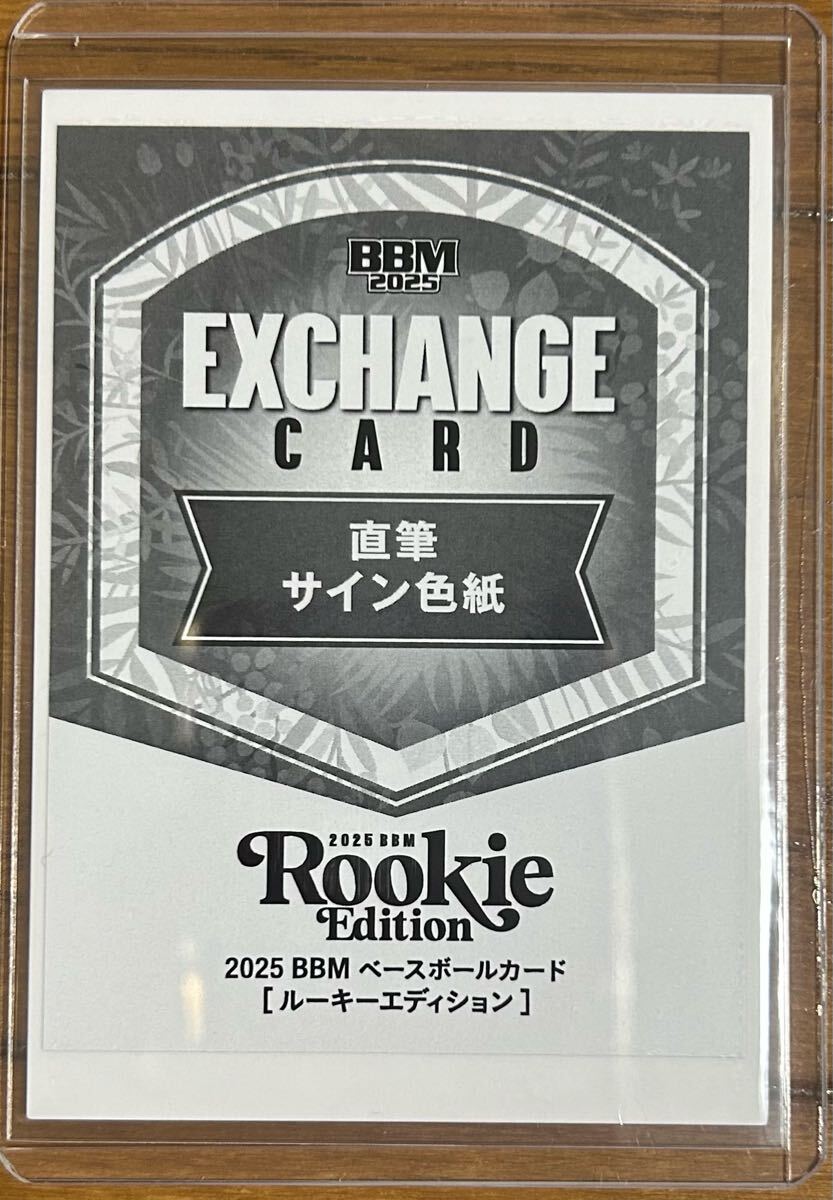 BBM
2025
EXCHANGE
CARD
直筆
サイン色紙
2025 BBM
Rookie
Edition
2025 BBM ベースボールカード
[ ルーキーエディション ]